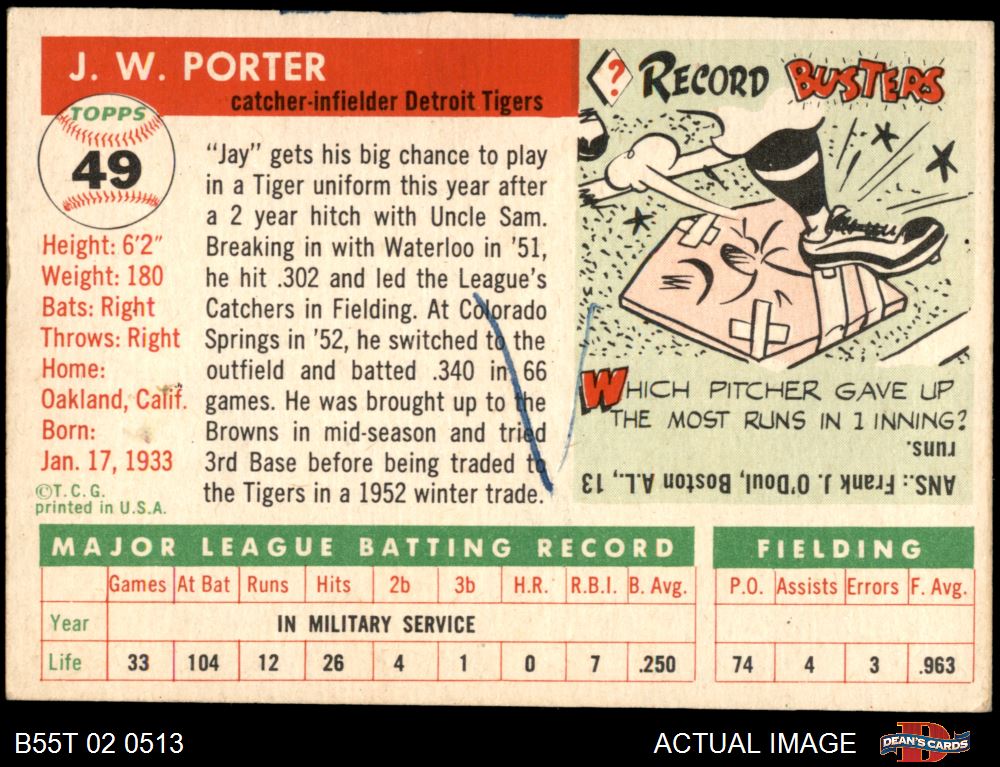 J. W. PORTER
catcher-infielder Detroit Tigers
TOPPS
49
Height: 6'2"
Weight: 180
Bats: Right
Throws: Right
Home:
Oakland, Calif.
Born:
Jan. 17, 1933
©T.C.G.
printed in U.S.A.
"Jay" gets his big chance to play
in a Tiger uniform this year after
a 2 year hitch with Uncle Sam.
Breaking in with Waterloo in '51,
he hit .302 and led the League's
Catchers in Fielding. At Colorado
Springs in '52, he switched to the
outfield and batted .340 in 66
games. He was brought up to the
Browns in mid-season and tried
3rd Base before being traded to
the Tigers in a 1952 winter trade.
? RECORD BUSTERS
WHICH PITCHER GAVE UP
THE MOST RUNS IN 1 INNING?
ANS.: Frank J. O'Doul, Boston A.L., 13
runs.
MAJOR LEAGUE BATTING RECORD FIELDING
Games At Bat Runs Hits 2b 3b H.R. R.B.I. B. Avg. P.O. Assists Errors F. Avg.
Year IN MILITARY SERVICE
Life 33 104 12 26 4 1 0 7 .250 74 4 3 .963
B55T 02 0513
ACTUAL IMAGE
D
DEAN'S CARDS